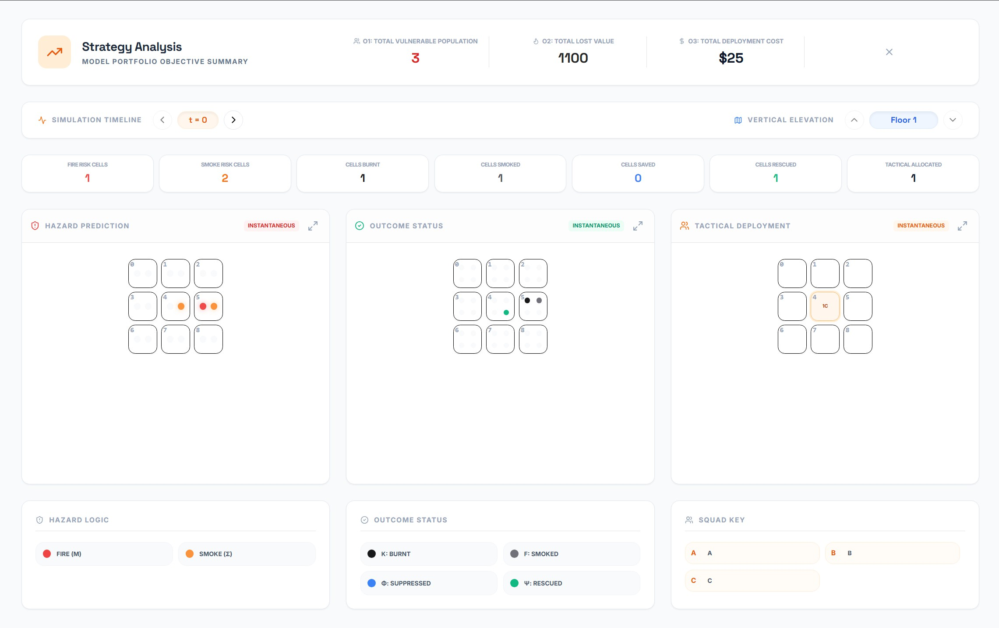 Strategy Analysis
MODEL PORTFOLIO OBJECTIVE SUMMARY
O1: TOTAL VULNERABLE POPULATION
3
O2: TOTAL LOST VALUE
1100
O3: TOTAL DEPLOYMENT COST
$25
SIMULATION TIMELINE
t = 0
VERTICAL ELEVATION
Floor 1
FIRE RISK CELLS
1
SMOKE RISK CELLS
2
CELLS BURNT
1
CELLS SMOKED
1
CELLS SAVED
0
CELLS RESCUED
1
TACTICAL ALLOCATED
1
HAZARD PREDICTION
INSTANTANEOUS
0 1 2
3 4 5
6 7 8
OUTCOME STATUS
INSTANTANEOUS
0 1 2
3 4 5
6 7 8
TACTICAL DEPLOYMENT
INSTANTANEOUS
0 1 2
3 4 5
1C
6 7 8
HAZARD LOGIC
FIRE (M)
SMOKE (Σ)
OUTCOME STATUS
K: BURNT
F: SMOKED
Φ: SUPPRESSED
Ψ: RESCUED
SQUAD KEY
A A
B B
C C